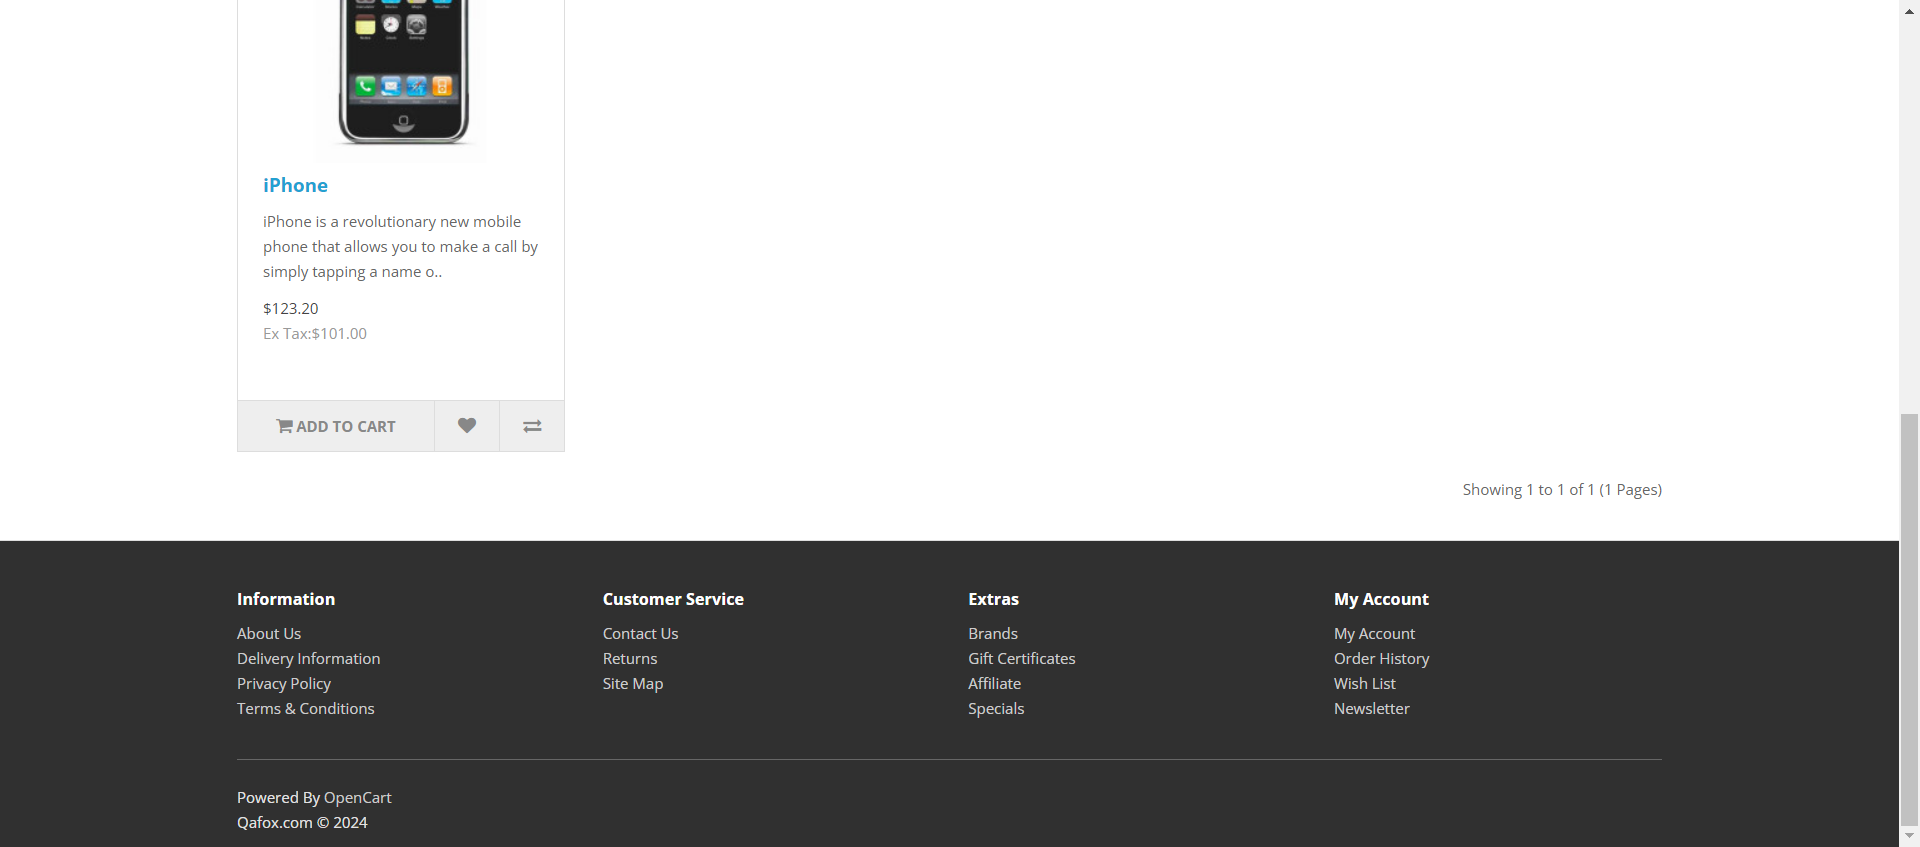 iPhone
iPhone is a revolutionary new mobile
phone that allows you to make a call by
simply tapping a name o..
$123.20
Ex Tax:$101.00
ADD TO CART
Showing 1 to 1 of 1 (1 Pages)
Information
About Us
Delivery Information
Privacy Policy
Terms & Conditions
Customer Service
Contact Us
Returns
Site Map
Extras
Brands
Gift Certificates
Affiliate
Specials
My Account
My Account
Order History
Wish List
Newsletter
Powered By OpenCart
Qafox.com © 2024